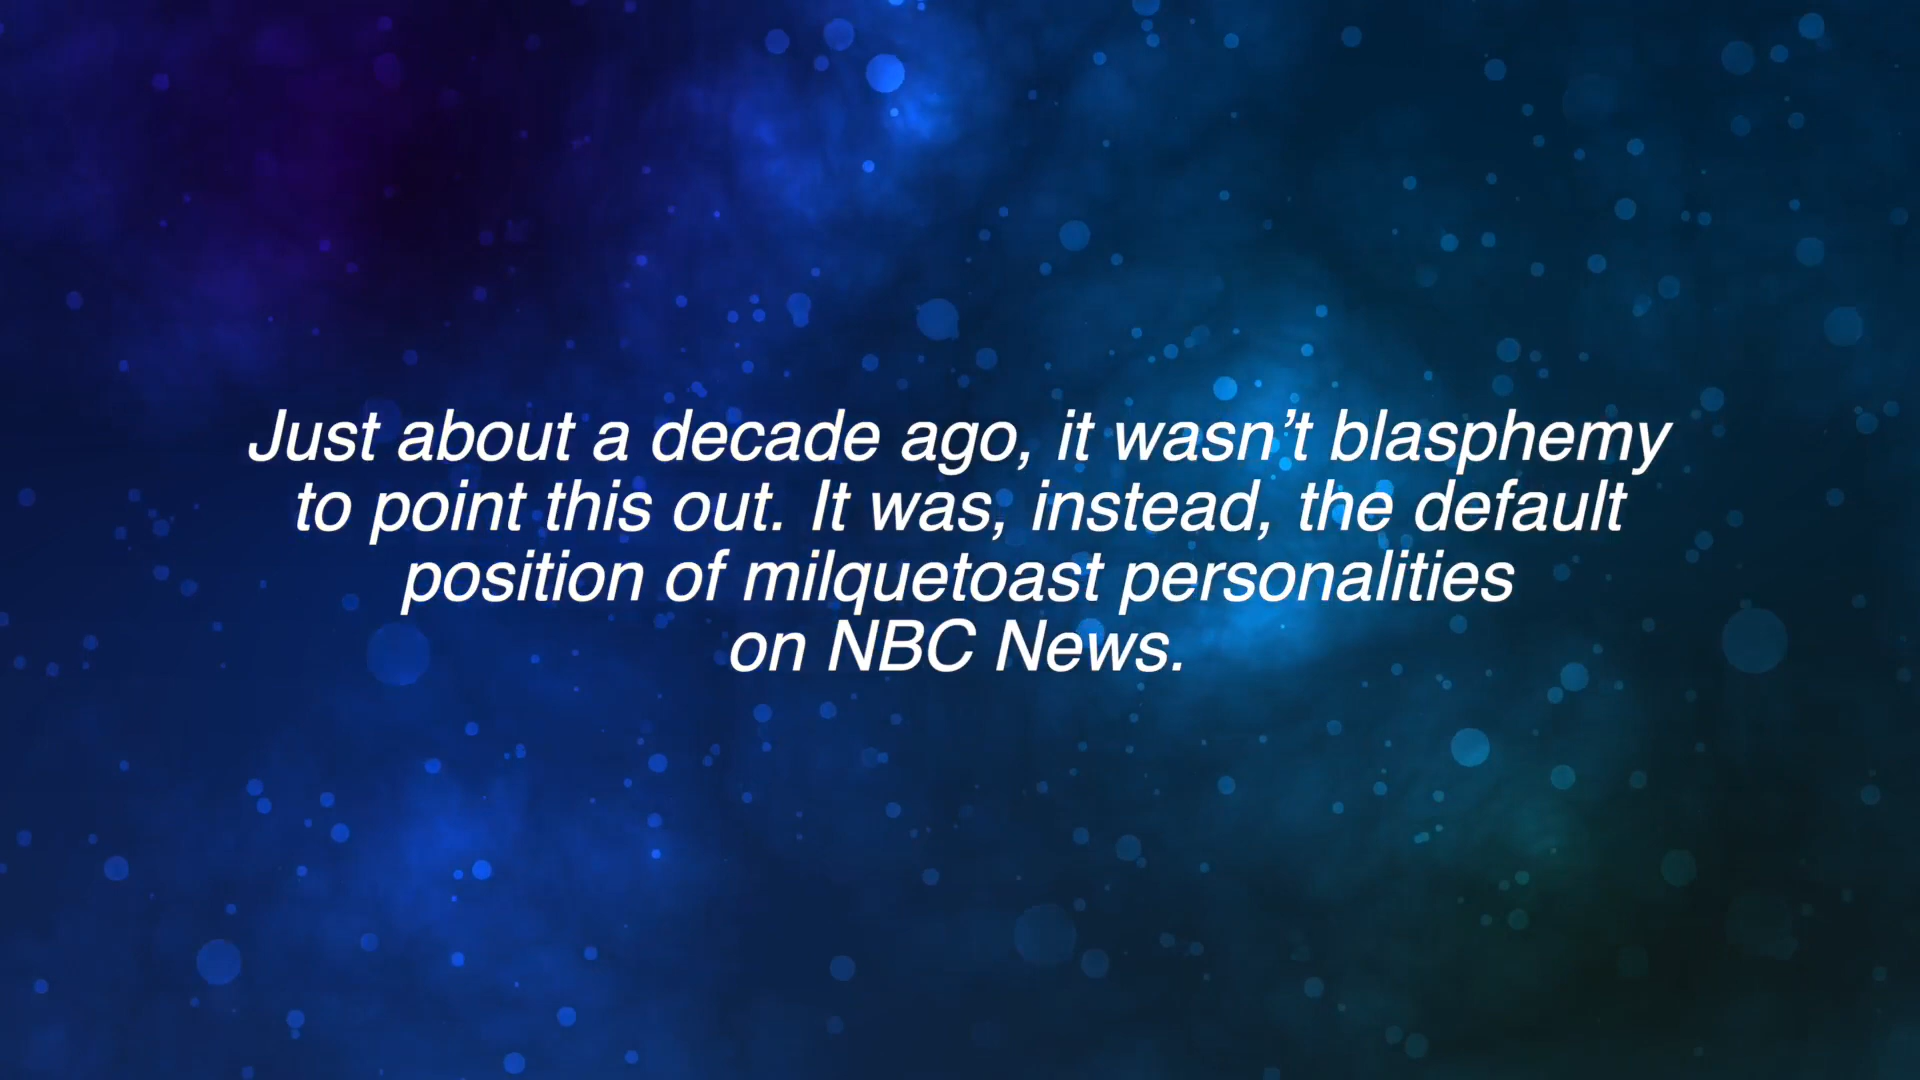 Just about a decade ago, it wasn’t blasphemy
to point this out. It was, instead, the default
position of milquetoast personalities
on NBC News.